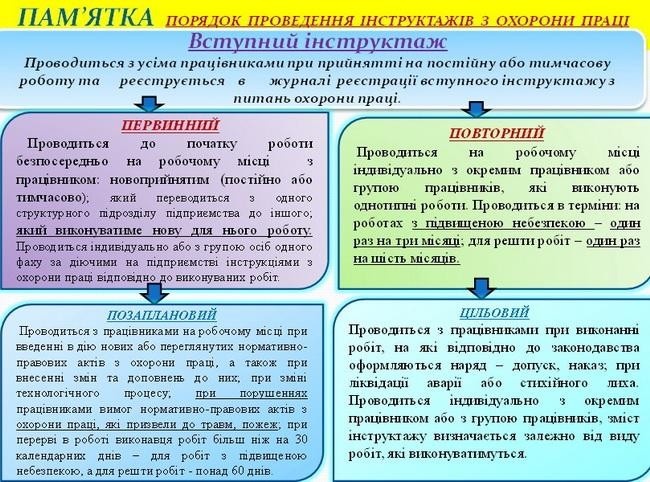 ПАМ’ЯТКА ПОРЯДОК ПРОВЕДЕННЯ ІНСТРУКТАЖІВ З ОХОРОНИ ПРАЦІ
Вступний інструктаж
Проводиться з усіма працівниками при прийнятті на постійну або тимчасову
роботу та реєструється в журналі реєстрації вступного інструктажу з
питань охорони праці.
ПЕРВИННИЙ
Проводиться до початку роботи
безпосередньо на робочому місці з
працівником: новоприйнятим (постійно або
тимчасово); який переводиться з одного
структурного підрозділу підприємства до іншого;
який виконуватиме нову для нього роботу.
Проводиться індивідуально або з групою осіб одного
фаху за діючими на підприємстві інструкціями з
охорони праці відповідно до виконуваних робіт.
ПОВТОРНИЙ
Проводиться на робочому місці
індивідуально з окремим працівником або
групою працівників, які виконують
однотипні роботи. Проводиться в терміни: на
роботах з підвищеною небезпекою – один
раз на три місяці; для решти робіт – один раз
на шість місяців.
ПОЗАПЛАНОВИЙ
Проводиться з працівниками на робочому місці при
введенні в дію нових або переглянутих нормативно-
правових актів з охорони праці, а також при
внесенні змін та доповнень до них; при зміні
технологічного процесу; при порушеннях
працівниками вимог нормативно-правових актів з
охорони праці, які призвели до травм, пожеж; при
перерві в роботі виконавця робіт більш ніж на 30
календарних днів – для робіт з підвищеною
небезпекою, а для решти робіт - понад 60 днів.
ЦІЛЬОВИЙ
Проводиться з працівниками при виконанні
робіт, на які відповідно до законодавства
оформляються наряд – допуск, наказ; при
ліквідації аварії або стихійного лиха.
Проводиться індивідуально з окремим
працівником або з групою працівників, зміст
інструктажу визначається залежно від виду
робіт, які виконуватимуться.